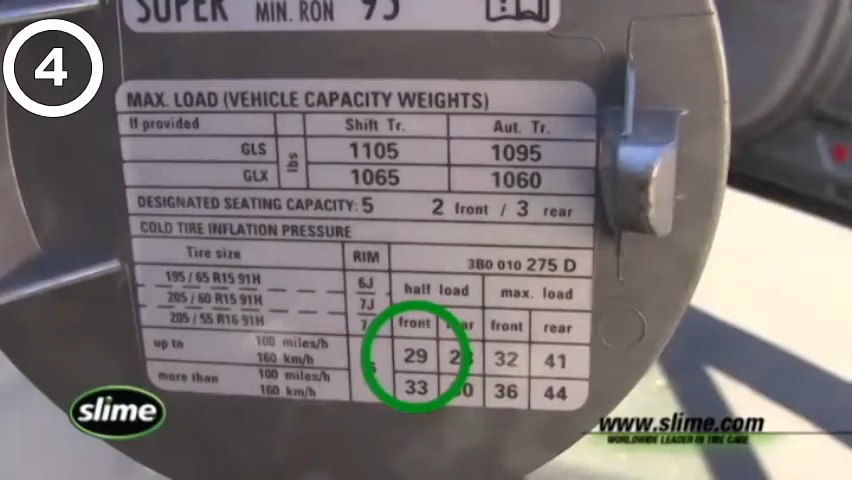 4
SUPER MIN. RON 95
MAX. LOAD (VEHICLE CAPACITY WEIGHTS)
If provided Shift Tr. Aut. Tr.
GLS lbs 1105 1095
GLX 1065 1060
DESIGNATED SEATING CAPACITY: 5 2 front / 3 rear
COLD TIRE INFLATION PRESSURE
Tire size RIM 3B0 010 275 D
195 / 65 R15 91H 6J half load max. load
205 / 60 R15 91H 7J
205 / 55 R16 91H front front rear
up to 100 miles/h 29 32 41
160 km/h
more than 100 miles/h 33 36 44
160 km/h
slime
www.slime.com
WORLDWIDE LEADER IN TIRE CARE